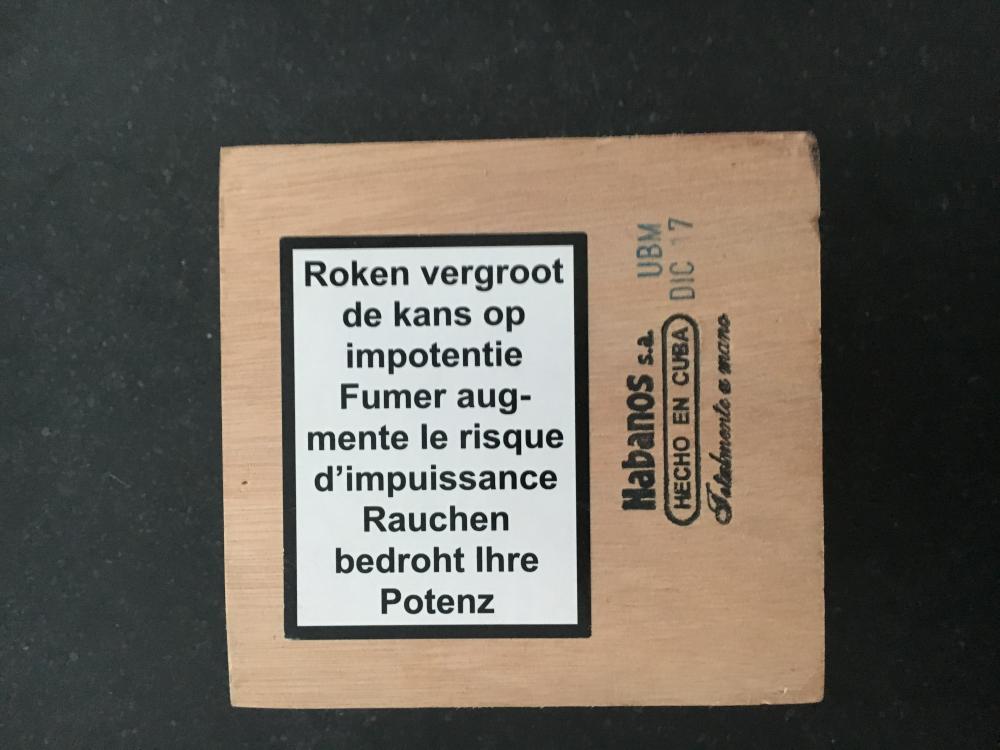 Roken vergroot
de kans op
impotentie
Fumer aug-
mente le risque
d'impuissance
Rauchen
bedroht Ihre
Potenz
Habanos s.a.
HECHO EN CUBA
Totalmente a mano
UBM
DIC 17